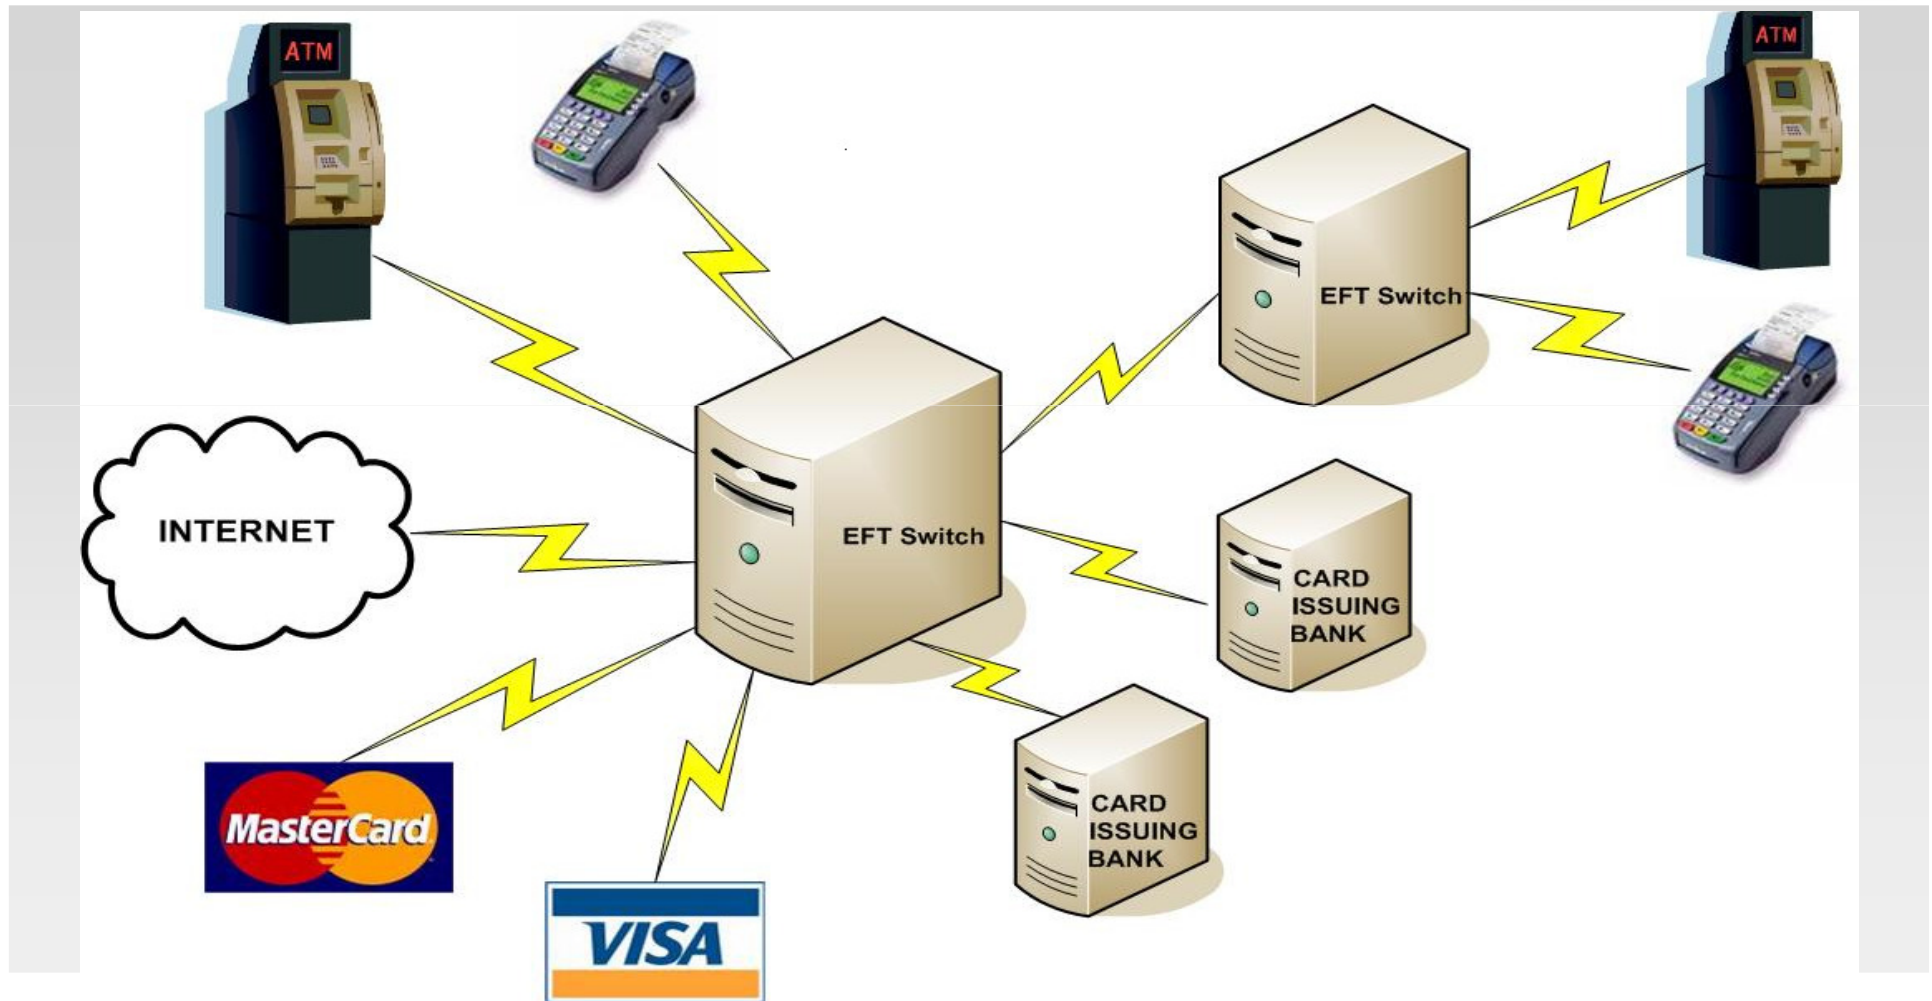 ATM
ATM
EFT Switch
INTERNET
EFT Switch
CARD
ISSUING
BANK
MasterCard
CARD
ISSUING
BANK
VISA